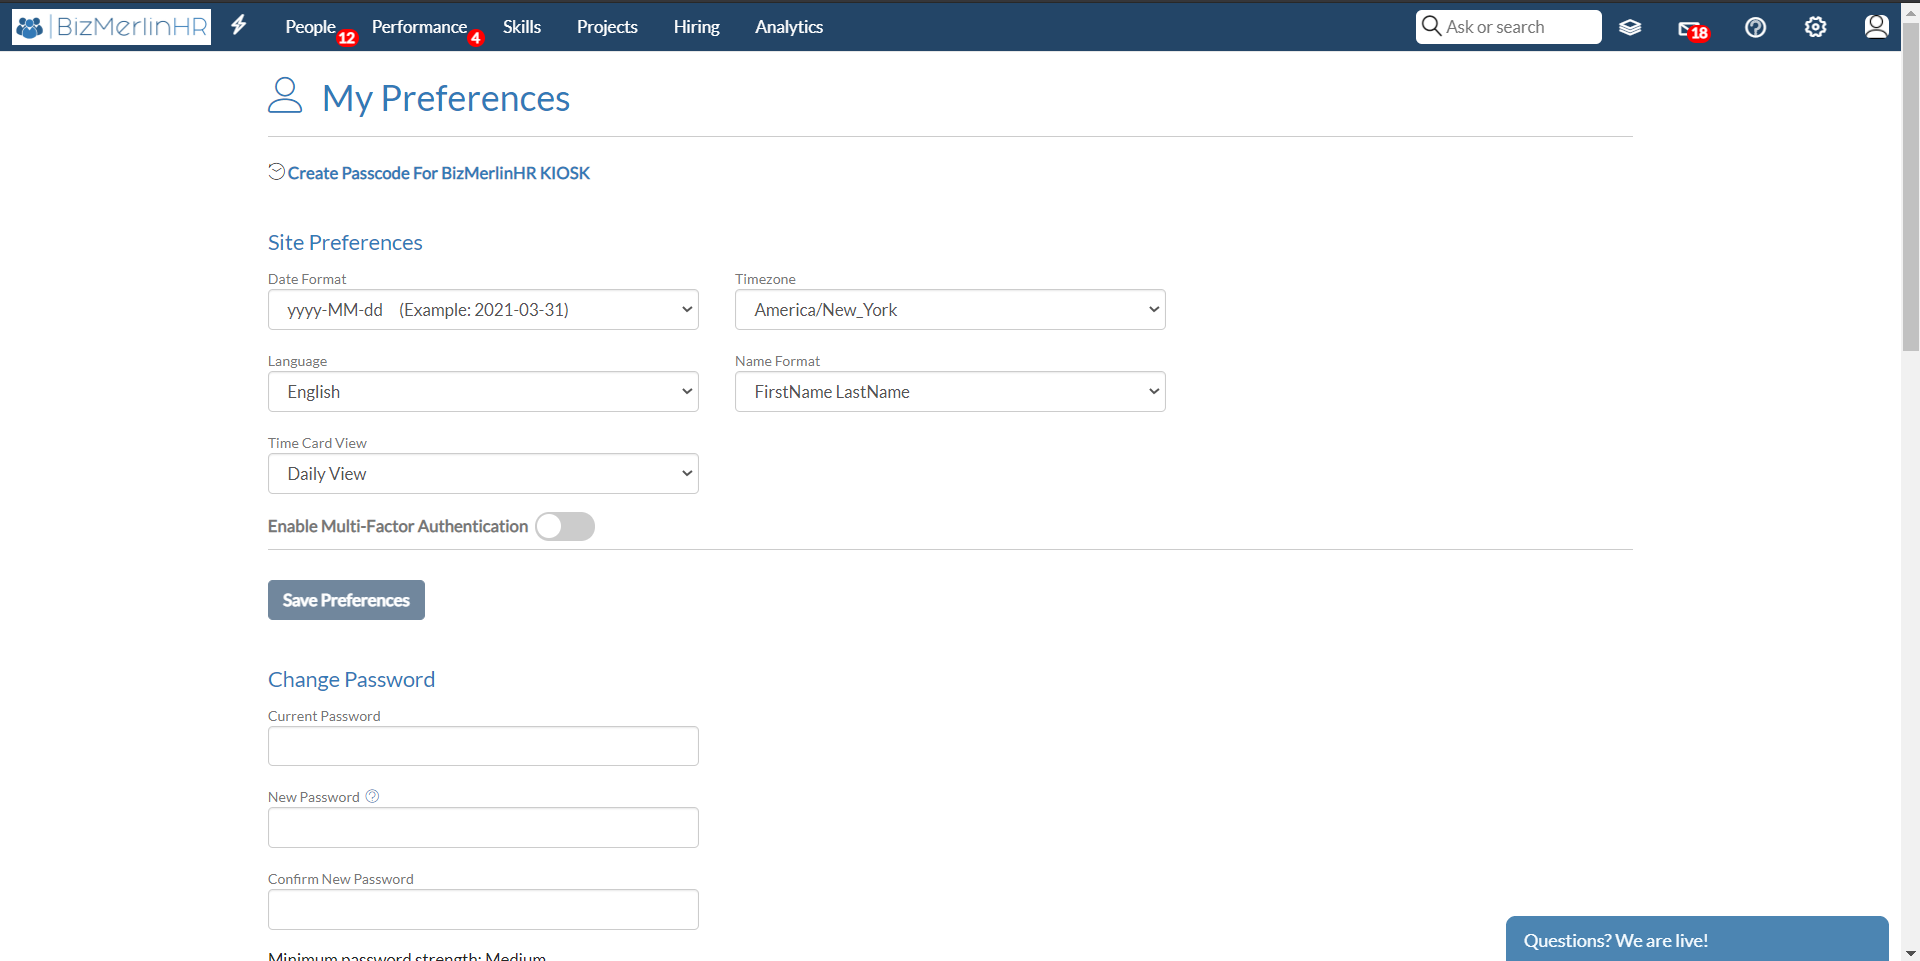 BizMerlinHR People 12 Performance 4 Skills Projects Hiring Analytics Ask or search 18
My Preferences
Create Passcode For BizMerlinHR KIOSK
Site Preferences
Date Format Timezone
yyyy-MM-dd (Example: 2021-03-31) America/New_York
Language Name Format
English FirstName LastName
Time Card View
Daily View
Enable Multi-Factor Authentication
Save Preferences
Change Password
Current Password
New Password
Confirm New Password
Questions? We are live!
Minimum password strength: Medium